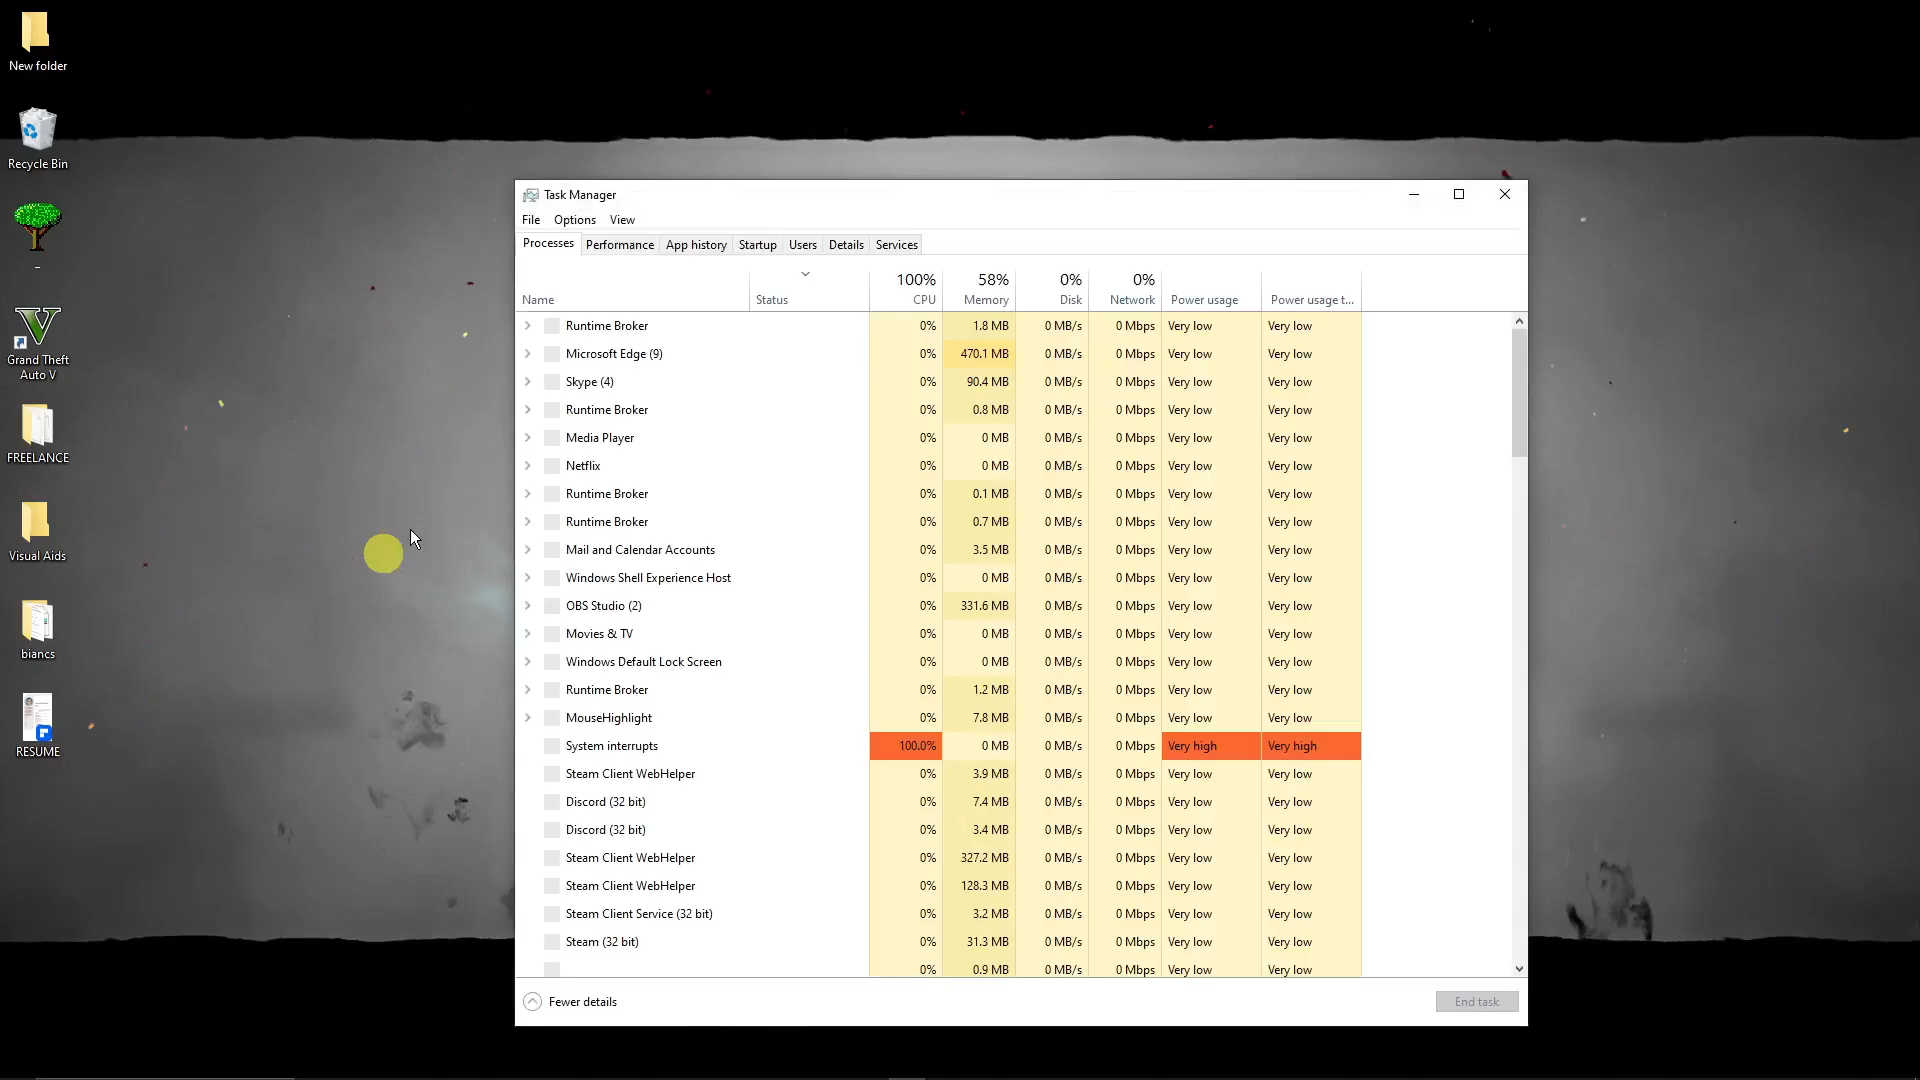 New folder
Recycle Bin
-
Grand Theft
Auto V
FREELANCE
Visual Aids
biancs
RESUME
Task Manager
File Options View
Processes Performance App history Startup Users Details Services
100% 58% 0% 0%
Name Status CPU Memory Disk Network Power usage Power usage t...
Runtime Broker 0% 1.8 MB 0 MB/s 0 Mbps Very low Very low
Microsoft Edge (9) 0% 470.1 MB 0 MB/s 0 Mbps Very low Very low
Skype (4) 0% 90.4 MB 0 MB/s 0 Mbps Very low Very low
Runtime Broker 0% 0.8 MB 0 MB/s 0 Mbps Very low Very low
Media Player 0% 0 MB 0 MB/s 0 Mbps Very low Very low
Netflix 0% 0 MB 0 MB/s 0 Mbps Very low Very low
Runtime Broker 0% 0.1 MB 0 MB/s 0 Mbps Very low Very low
Runtime Broker 0% 0.7 MB 0 MB/s 0 Mbps Very low Very low
Mail and Calendar Accounts 0% 3.5 MB 0 MB/s 0 Mbps Very low Very low
Windows Shell Experience Host 0% 0 MB 0 MB/s 0 Mbps Very low Very low
OBS Studio (2) 0% 331.6 MB 0 MB/s 0 Mbps Very low Very low
Movies & TV 0% 0 MB 0 MB/s 0 Mbps Very low Very low
Windows Default Lock Screen 0% 0 MB 0 MB/s 0 Mbps Very low Very low
Runtime Broker 0% 1.2 MB 0 MB/s 0 Mbps Very low Very low
MouseHighlight 0% 7.8 MB 0 MB/s 0 Mbps Very low Very low
System interrupts 100.0% 0 MB 0 MB/s 0 Mbps Very high Very high
Steam Client WebHelper 0% 3.9 MB 0 MB/s 0 Mbps Very low Very low
Discord (32 bit) 0% 7.4 MB 0 MB/s 0 Mbps Very low Very low
Discord (32 bit) 0% 3.4 MB 0 MB/s 0 Mbps Very low Very low
Steam Client WebHelper 0% 327.2 MB 0 MB/s 0 Mbps Very low Very low
Steam Client WebHelper 0% 128.3 MB 0 MB/s 0 Mbps Very low Very low
Steam Client Service (32 bit) 0% 3.2 MB 0 MB/s 0 Mbps Very low Very low
Steam (32 bit) 0% 31.3 MB 0 MB/s 0 Mbps Very low Very low
0% 0.9 MB 0 MB/s 0 Mbps Very low Very low
Fewer details End task